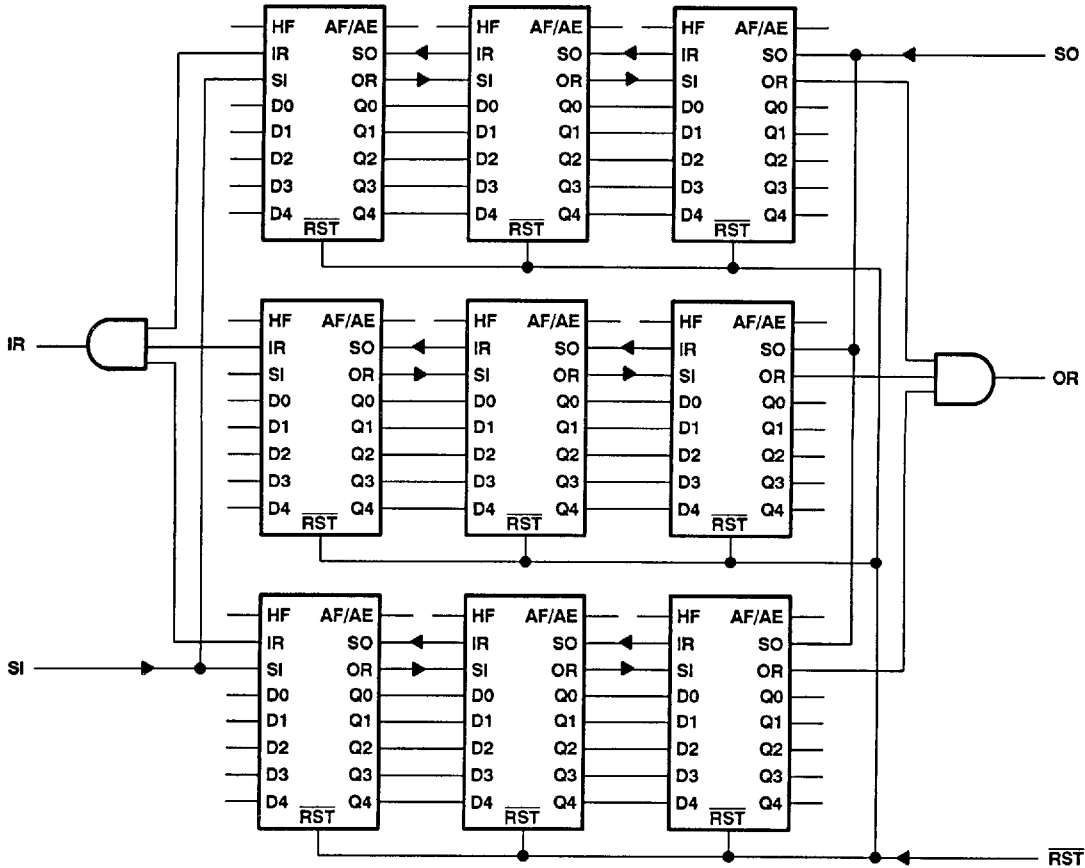 HF AF/AE HF AF/AE HF AF/AE
IR SO IR SO IR SO SO
SI OR SI OR SI OR
D0 Q0 D0 Q0 D0 Q0
D1 Q1 D1 Q1 D1 Q1
D2 Q2 D2 Q2 D2 Q2
D3 Q3 D3 Q3 D3 Q3
D4 Q4 D4 Q4 D4 Q4
RST RST RST
HF AF/AE HF AF/AE HF AF/AE
IR IR SO IR SO IR SO
SI OR SI OR SI OR OR
D0 Q0 D0 Q0 D0 Q0
D1 Q1 D1 Q1 D1 Q1
D2 Q2 D2 Q2 D2 Q2
D3 Q3 D3 Q3 D3 Q3
D4 Q4 D4 Q4 D4 Q4
RST RST RST
HF AF/AE HF AF/AE HF AF/AE
IR SO IR SO IR SO
SI SI OR SI OR SI OR
D0 Q0 D0 Q0 D0 Q0
D1 Q1 D1 Q1 D1 Q1
D2 Q2 D2 Q2 D2 Q2
D3 Q3 D3 Q3 D3 Q3
D4 Q4 D4 Q4 D4 Q4
RST RST RST
RST